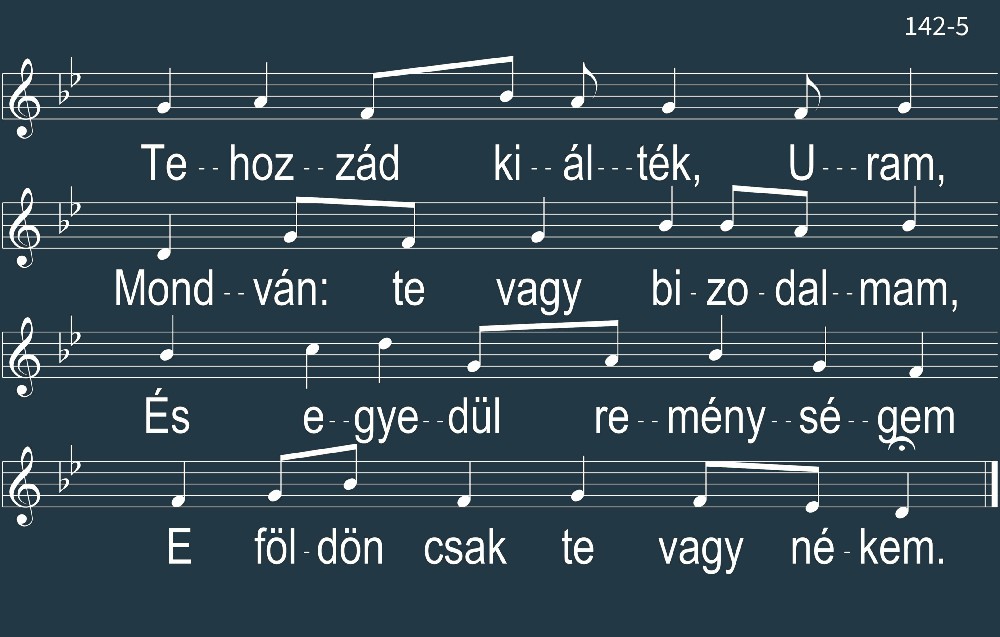 142-5
Te--hoz--zád ki--ál---ték, U---ram,
Mond--ván: te vagy bi-zo-dal--mam,
És e--gye--dül re--mény--sé--gem
E föl-dön csak te vagy né-kem.